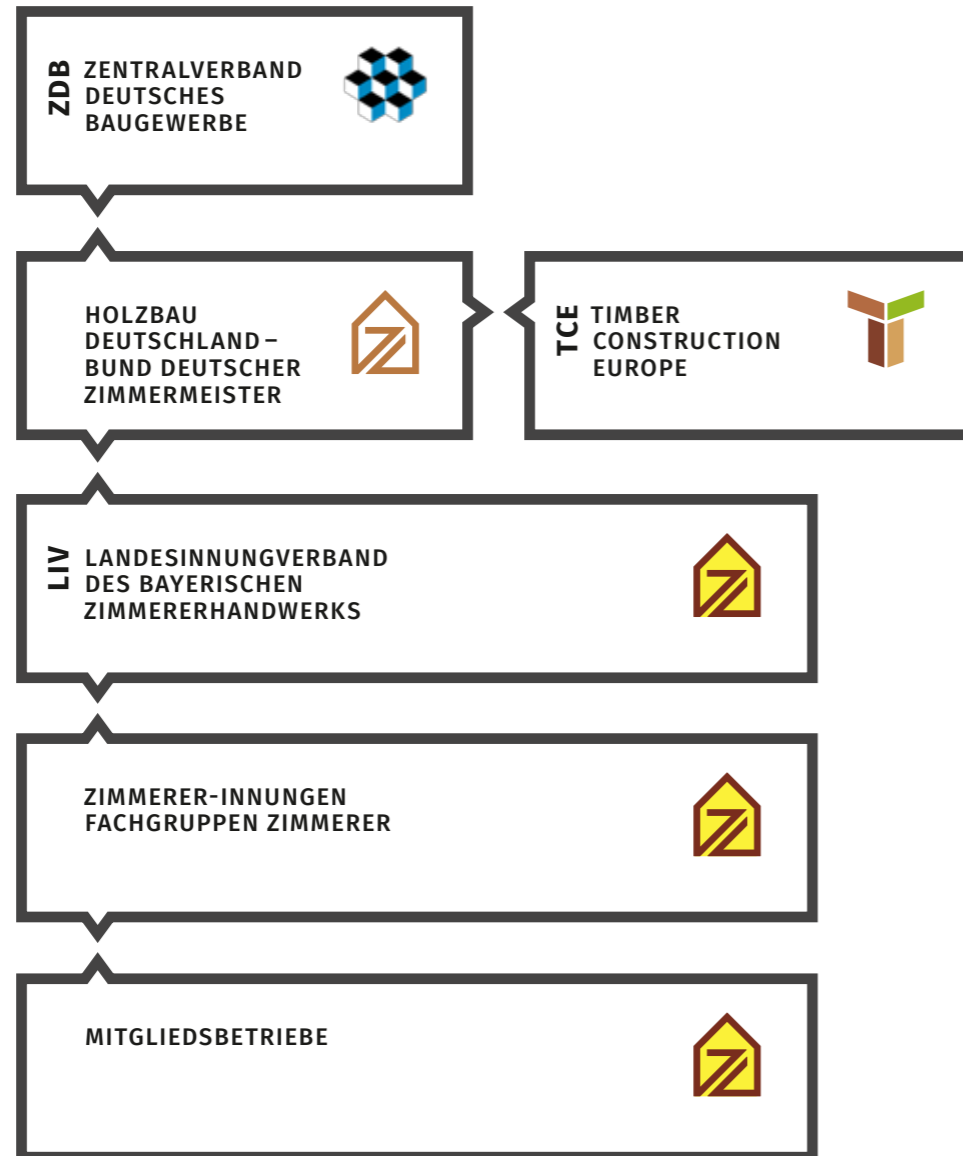 ZDB
ZENTRALVERBAND
DEUTSCHES
BAUGEWERBE
HOLZBAU
DEUTSCHLAND –
BUND DEUTSCHER
ZIMMERMEISTER
TCE
TIMBER
CONSTRUCTION
EUROPE
LIV
LANDESINNUNGVERBAND
DES BAYERISCHEN
ZIMMERERHANDWERKS
ZIMMERER-INNUNGEN
FACHGRUPPEN ZIMMERER
MITGLIEDSBETRIEBE